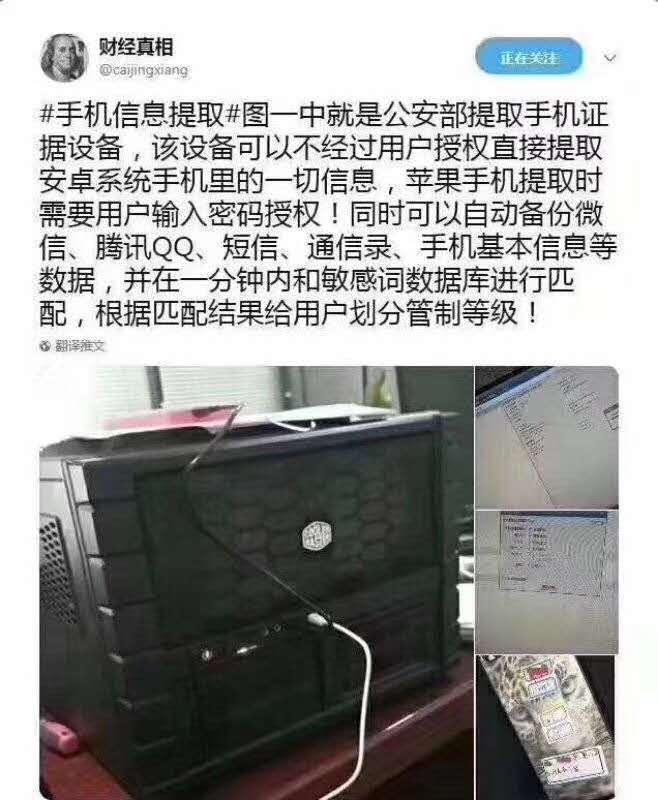 财经真相
@caijingxiang
正在关注
#手机信息提取#图一中就是公安部提取手机证
据设备，该设备可以不经过用户授权直接提取
安卓系统手机里的一切信息，苹果手机提取时
需要用户输入密码授权！同时可以自动备份微
信、腾讯QQ、短信、通信录、手机基本信息等
数据，并在一分钟内和敏感词数据库进行匹
配，根据匹配结果给用户划分管制等级！
翻译推文